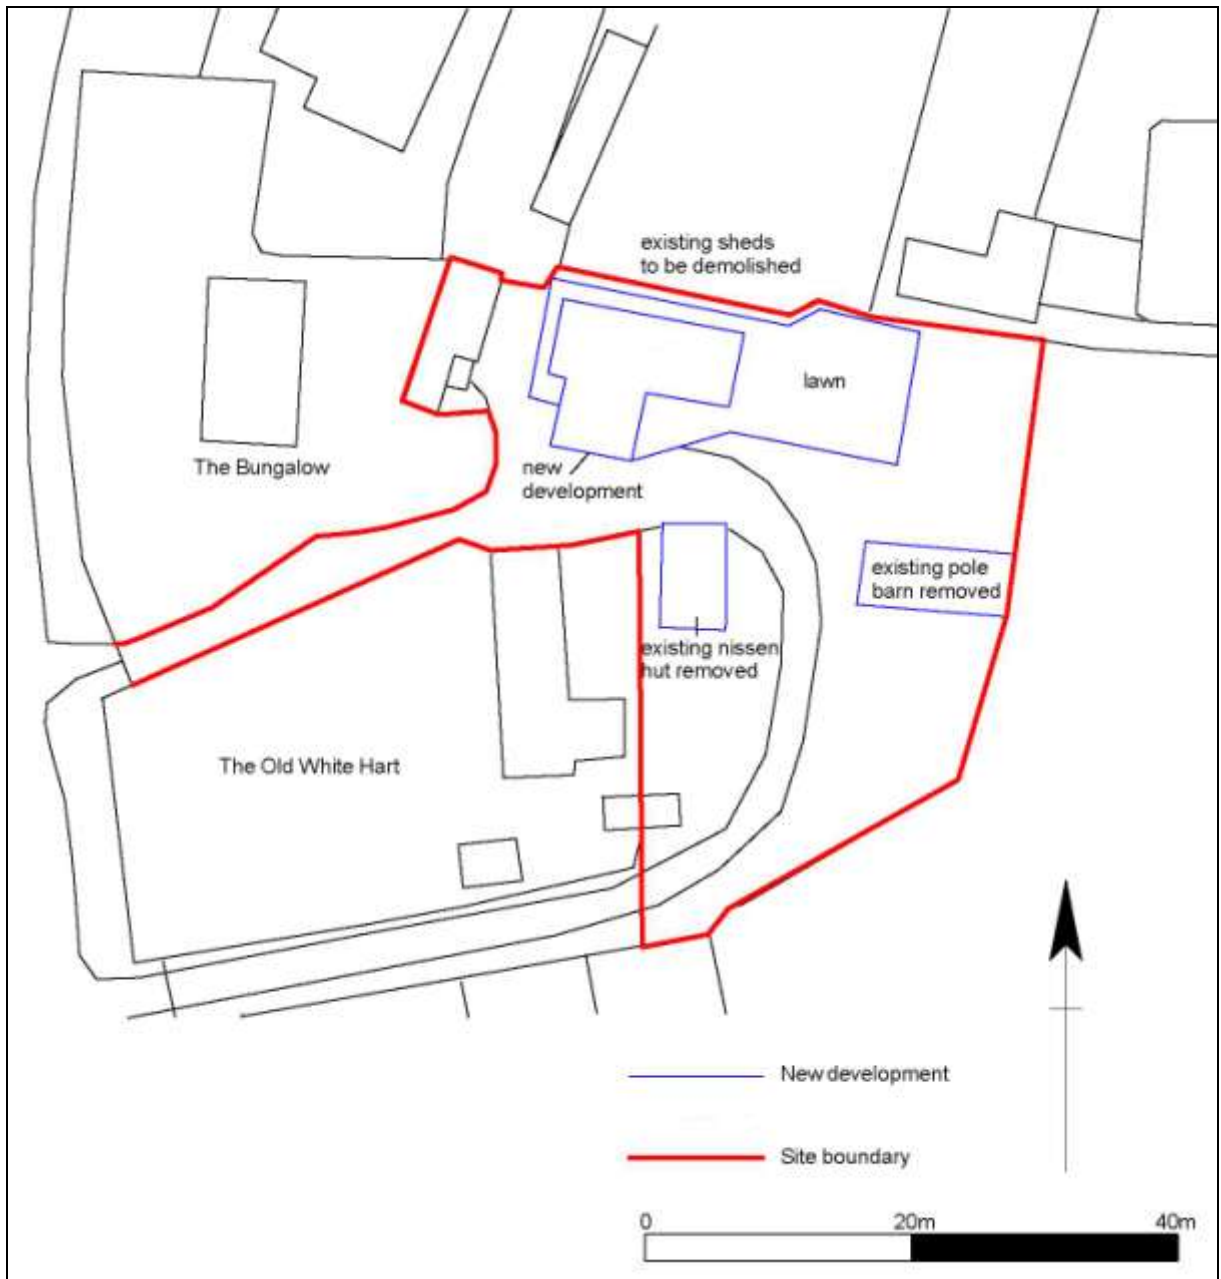 existing sheds
to be demolished
lawn
The Bungalow
new
development
existing pole
barn removed
existing nissen
hut removed
The Old White Hart
New development
Site boundary
0 20m 40m